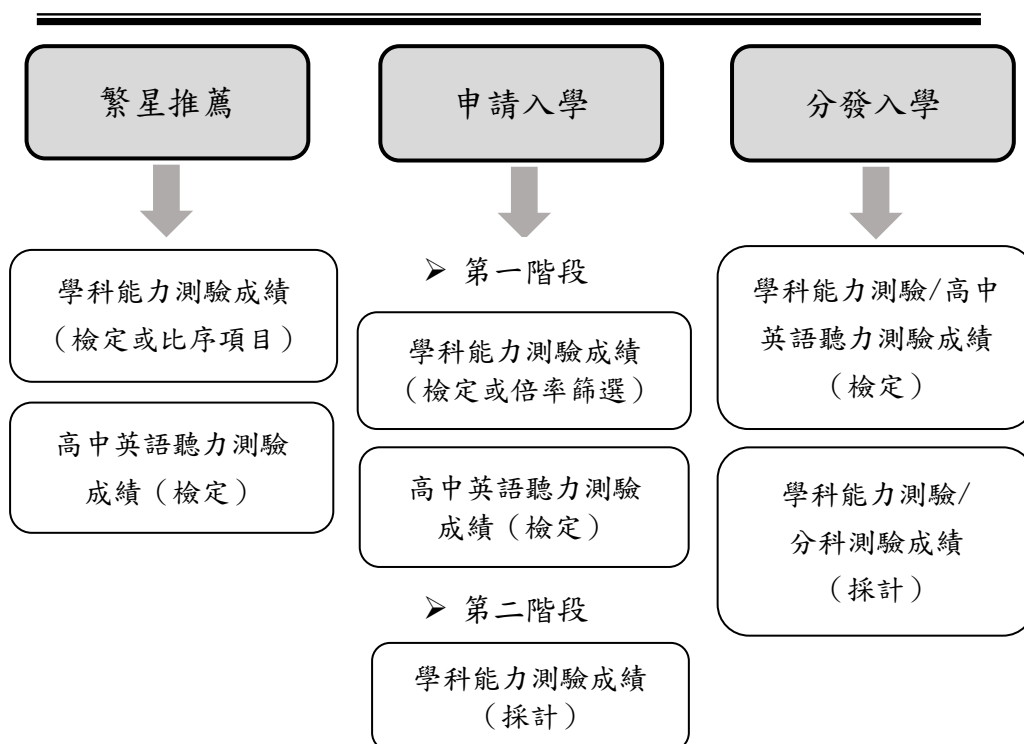 繁星推薦
學科能力測驗成績
（檢定或比序項目）
高中英語聽力測驗
成績（檢定）
申請入學
➢ 第一階段
學科能力測驗成績
（檢定或倍率篩選）
高中英語聽力測驗
成績（檢定）
➢ 第二階段
學科能力測驗成績
（採計）
分發入學
學科能力測驗/高中
英語聽力測驗成績
（檢定）
學科能力測驗/
分科測驗成績
（採計）